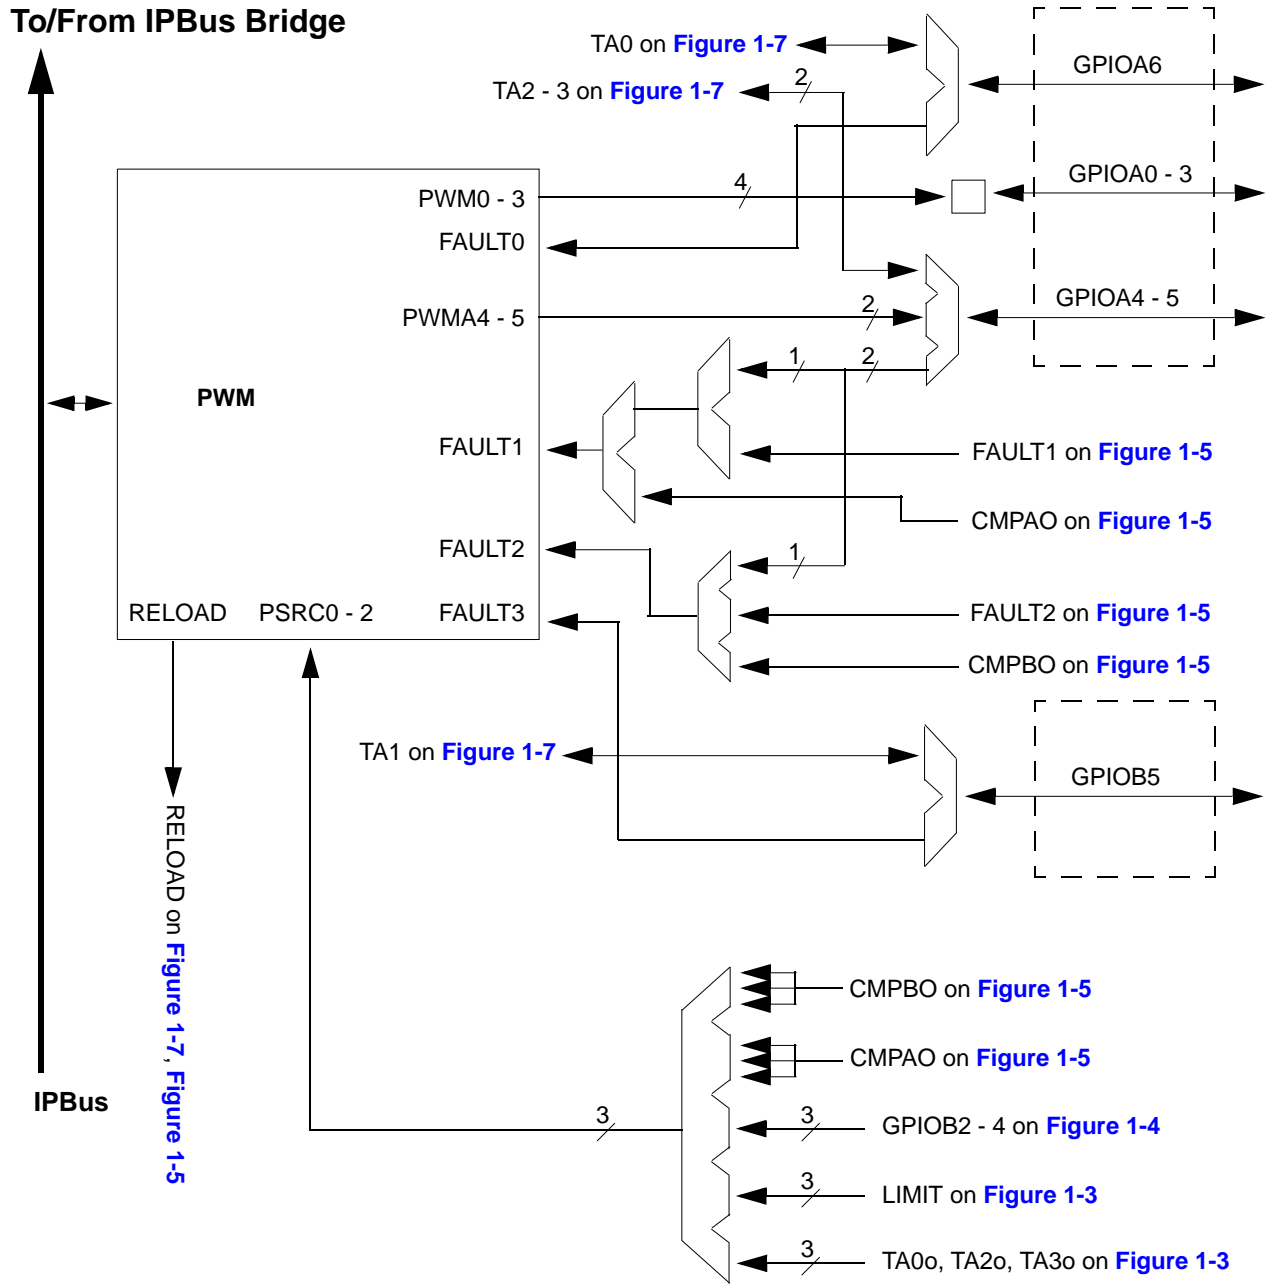 To/From IPBus Bridge
TA0 on Figure 1-7
TA2 - 3 on Figure 1-7
2
GPIOA6
PWM0 - 3
4
GPIOA0 - 3
FAULT0
PWMA4 - 5
2
GPIOA4 - 5
1
2
PWM
FAULT1
FAULT1 on Figure 1-5
CMPAO on Figure 1-5
FAULT2
1
RELOAD
PSRC0 - 2
FAULT3
FAULT2 on Figure 1-5
CMPBO on Figure 1-5
TA1 on Figure 1-7
GPIOB5
RELOAD on Figure 1-7, Figure 1-5
CMPBO on Figure 1-5
CMPAO on Figure 1-5
IPBus
3
3
GPIOB2 - 4 on Figure 1-4
3
LIMIT on Figure 1-3
3
TA0o, TA2o, TA3o on Figure 1-3